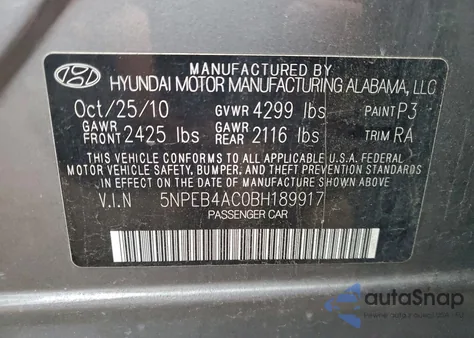 MANUFACTURED BY
HYUNDAI MOTOR MANUFACTURING ALABAMA, LLC
Oct/25/10 GVWR 4299 lbs PAINT P3
GAWR FRONT 2425 lbs GAWR REAR 2116 lbs TRIM RA
THIS VEHICLE CONFORMS TO ALL APPLICABLE U.S.A. FEDERAL
MOTOR VEHICLE SAFETY, BUMPER, AND THEFT PREVENTION
STANDARDS IN EFFECT ON THE DATE OF MANUFACTURE SHOWN ABOVE.
V.I.N 5NPEB4AC0BH189917
PASSENGER CAR
autoSnap